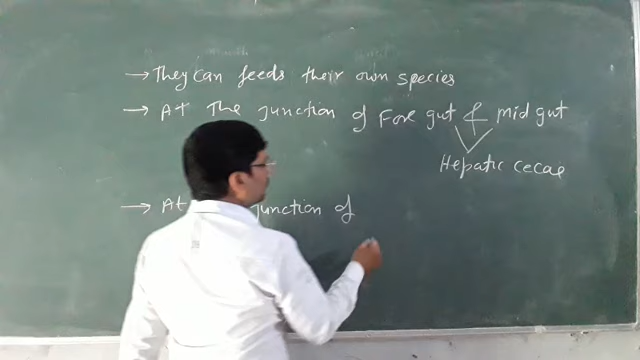 → They can feeds their own species
→ At The junction of Fore gut & mid gut
Hepatic cecae
→ At junction of